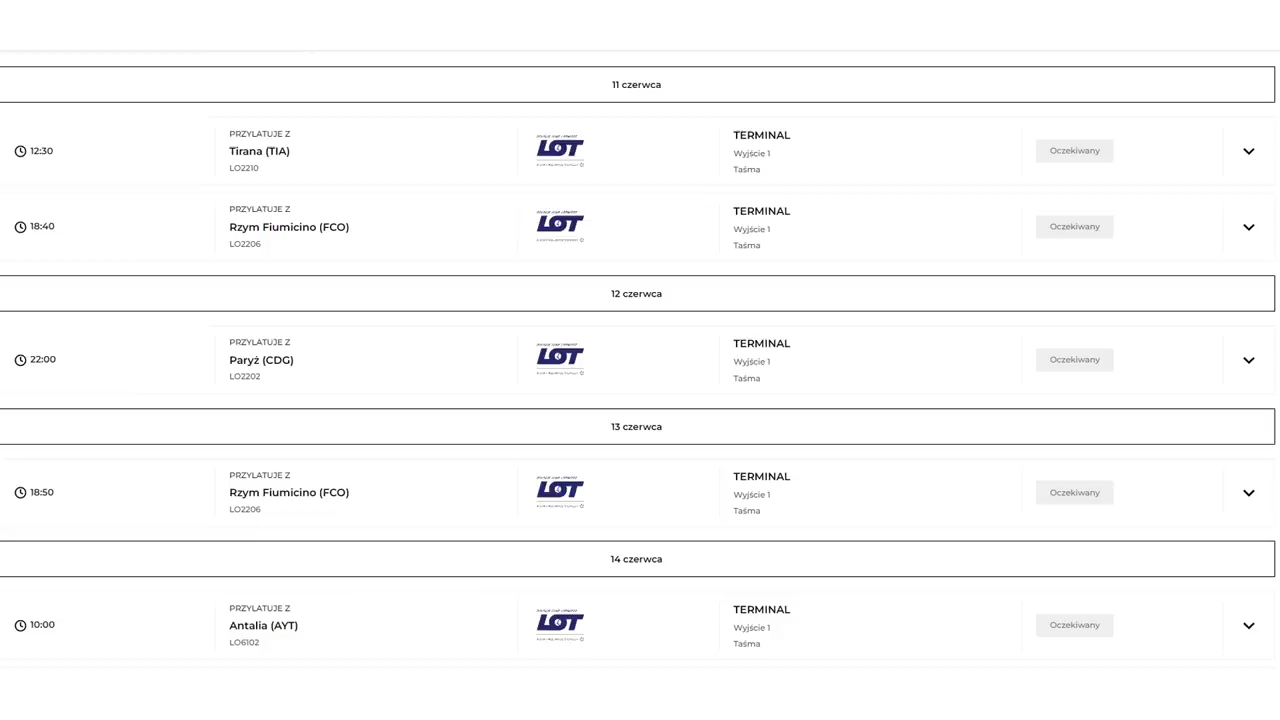 11 czerwca
12:30
PRZYLATUJE Z
Tirana (TIA)
LO2210
LOT
TERMINAL
Wyjście 1
Taśma
Oczekiwany
18:40
PRZYLATUJE Z
Rzym Fiumicino (FCO)
LO2206
LOT
TERMINAL
Wyjście 1
Taśma
Oczekiwany
12 czerwca
22:00
PRZYLATUJE Z
Paryż (CDG)
LO2202
LOT
TERMINAL
Wyjście 1
Taśma
Oczekiwany
13 czerwca
18:50
PRZYLATUJE Z
Rzym Fiumicino (FCO)
LO2206
LOT
TERMINAL
Wyjście 1
Taśma
Oczekiwany
14 czerwca
10:00
PRZYLATUJE Z
Antalia (AYT)
LO6102
LOT
TERMINAL
Wyjście 1
Taśma
Oczekiwany